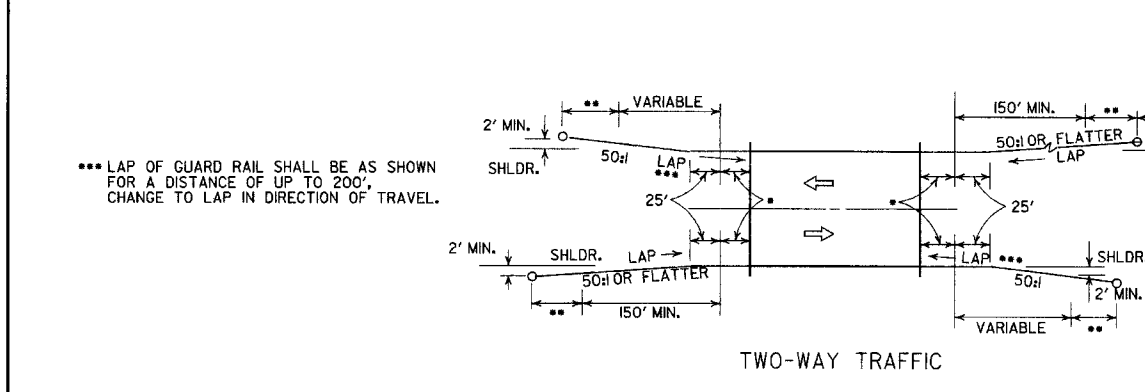 ** VARIABLE
150' MIN. **
2' MIN.
50:1 OR FLATTER
50:1 LAP
LAP
SHLDR.
***
*** LAP OF GUARD RAIL SHALL BE AS SHOWN
FOR A DISTANCE OF UP TO 200',
CHANGE TO LAP IN DIRECTION OF TRAVEL.
25' * * 25'
2' MIN. SHLDR. LAP
LAP *** SHLDR
50:1 OR FLATTER
50:1
2' MIN.
** 150' MIN.
VARIABLE **
TWO-WAY TRAFFIC